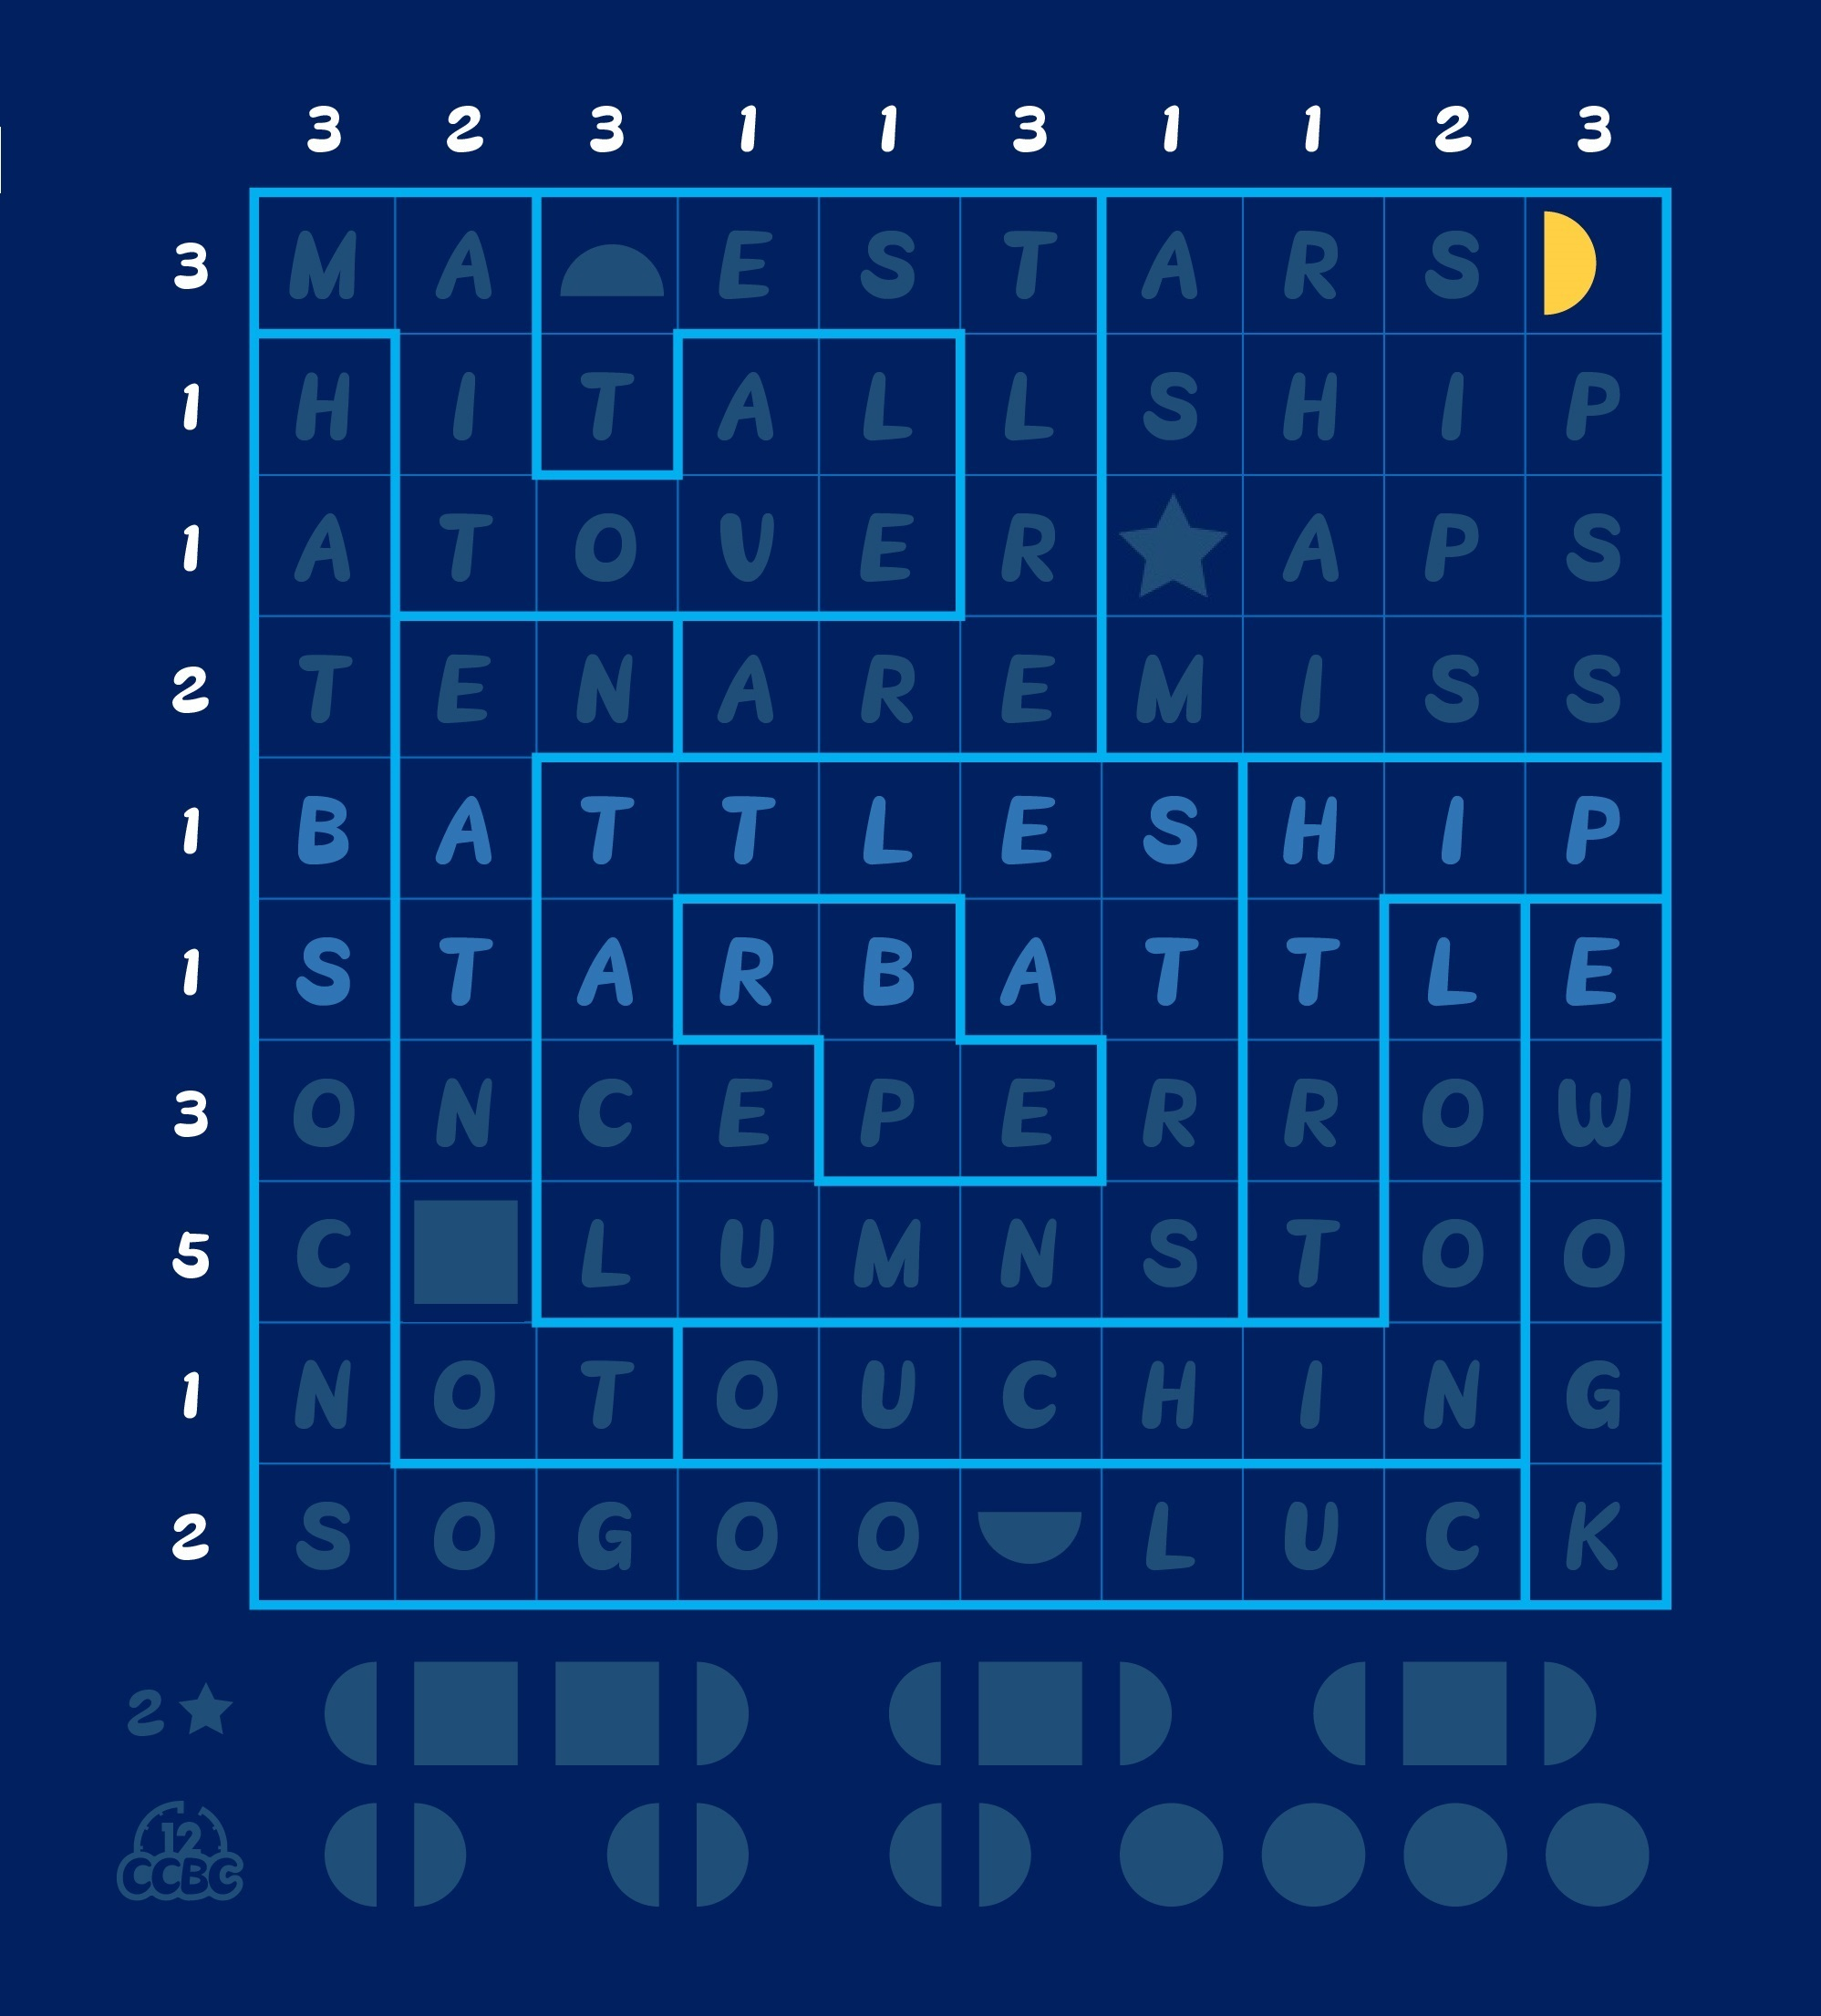 3 2 3 1 1 3 1 1 2 3
3 M A E S T A R S
1 H I T A L L S H I P
1 A T O U E R A P S
2 T E N A R E M I S S
1 B A T T L E S H I P
1 S T A R B A T T L E
3 O N C E P E R R O W
5 C L U M N S T O O
1 N O T O U C H I N G
2 S O G O O L U C K
2
12
CCBC